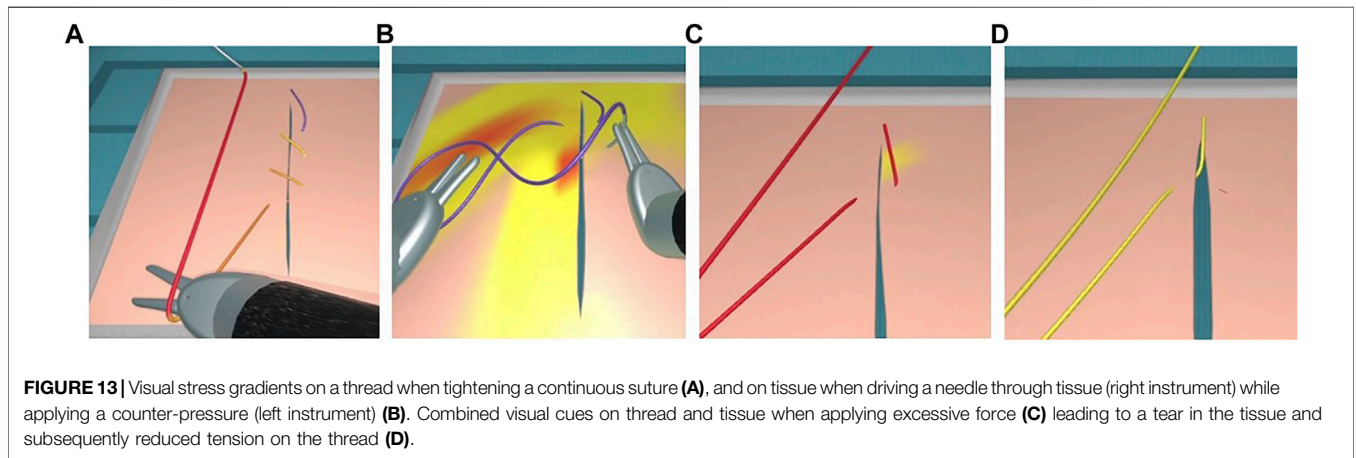 A B C D
FIGURE 13 | Visual stress gradients on a thread when tightening a continuous suture (A), and on tissue when driving a needle through tissue (right instrument) while
applying a counter-pressure (left instrument) (B). Combined visual cues on thread and tissue when applying excessive force (C) leading to a tear in the tissue and
subsequently reduced tension on the thread (D).